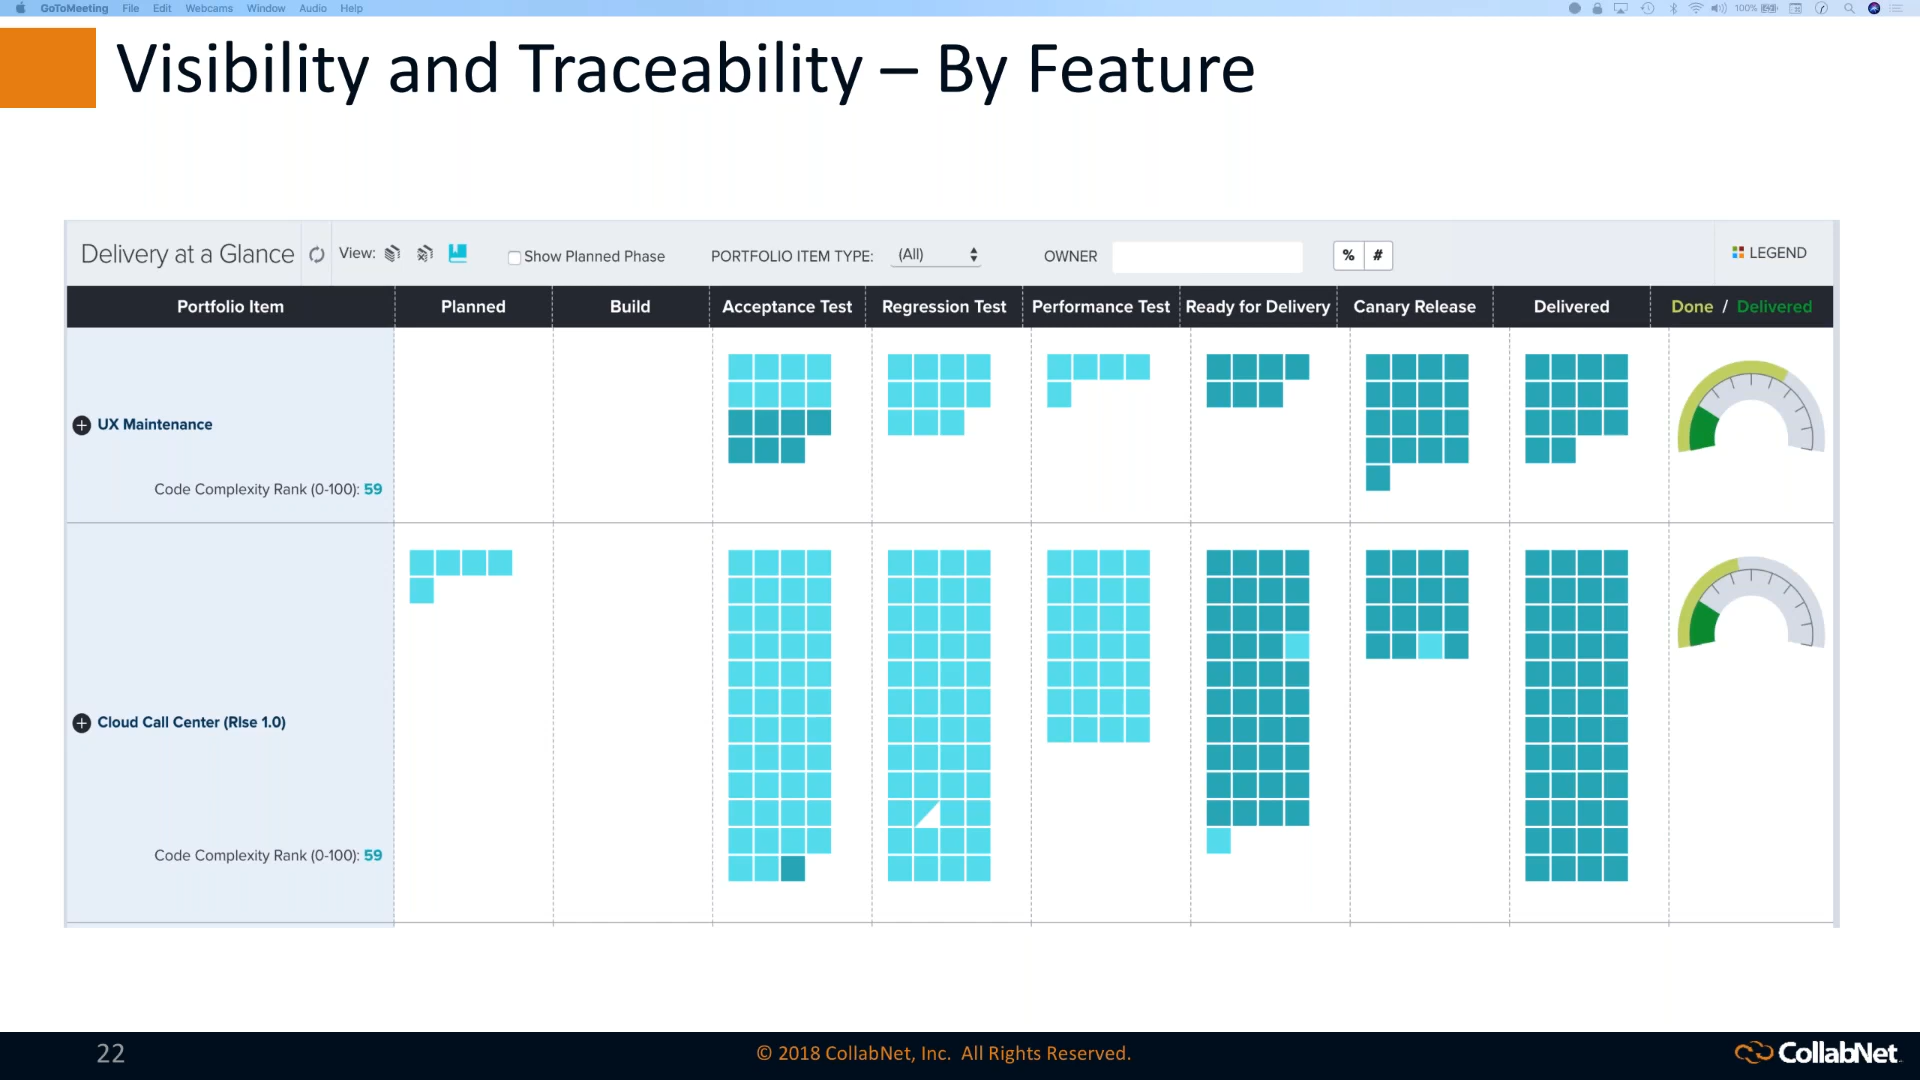 GoToMeeting File Edit Webcams Window Audio Help
100%
Visibility and Traceability – By Feature
Delivery at a Glance
View:
Show Planned Phase
PORTFOLIO ITEM TYPE: (All)
OWNER
% #
LEGEND
Portfolio Item Planned Build Acceptance Test Regression Test Performance Test Ready for Delivery Canary Release Delivered Done / Delivered
UX Maintenance
Code Complexity Rank (0-100): 59
Cloud Call Center (Rlse 1.0)
Code Complexity Rank (0-100): 59
22
© 2018 CollabNet, Inc. All Rights Reserved.
CollabNet